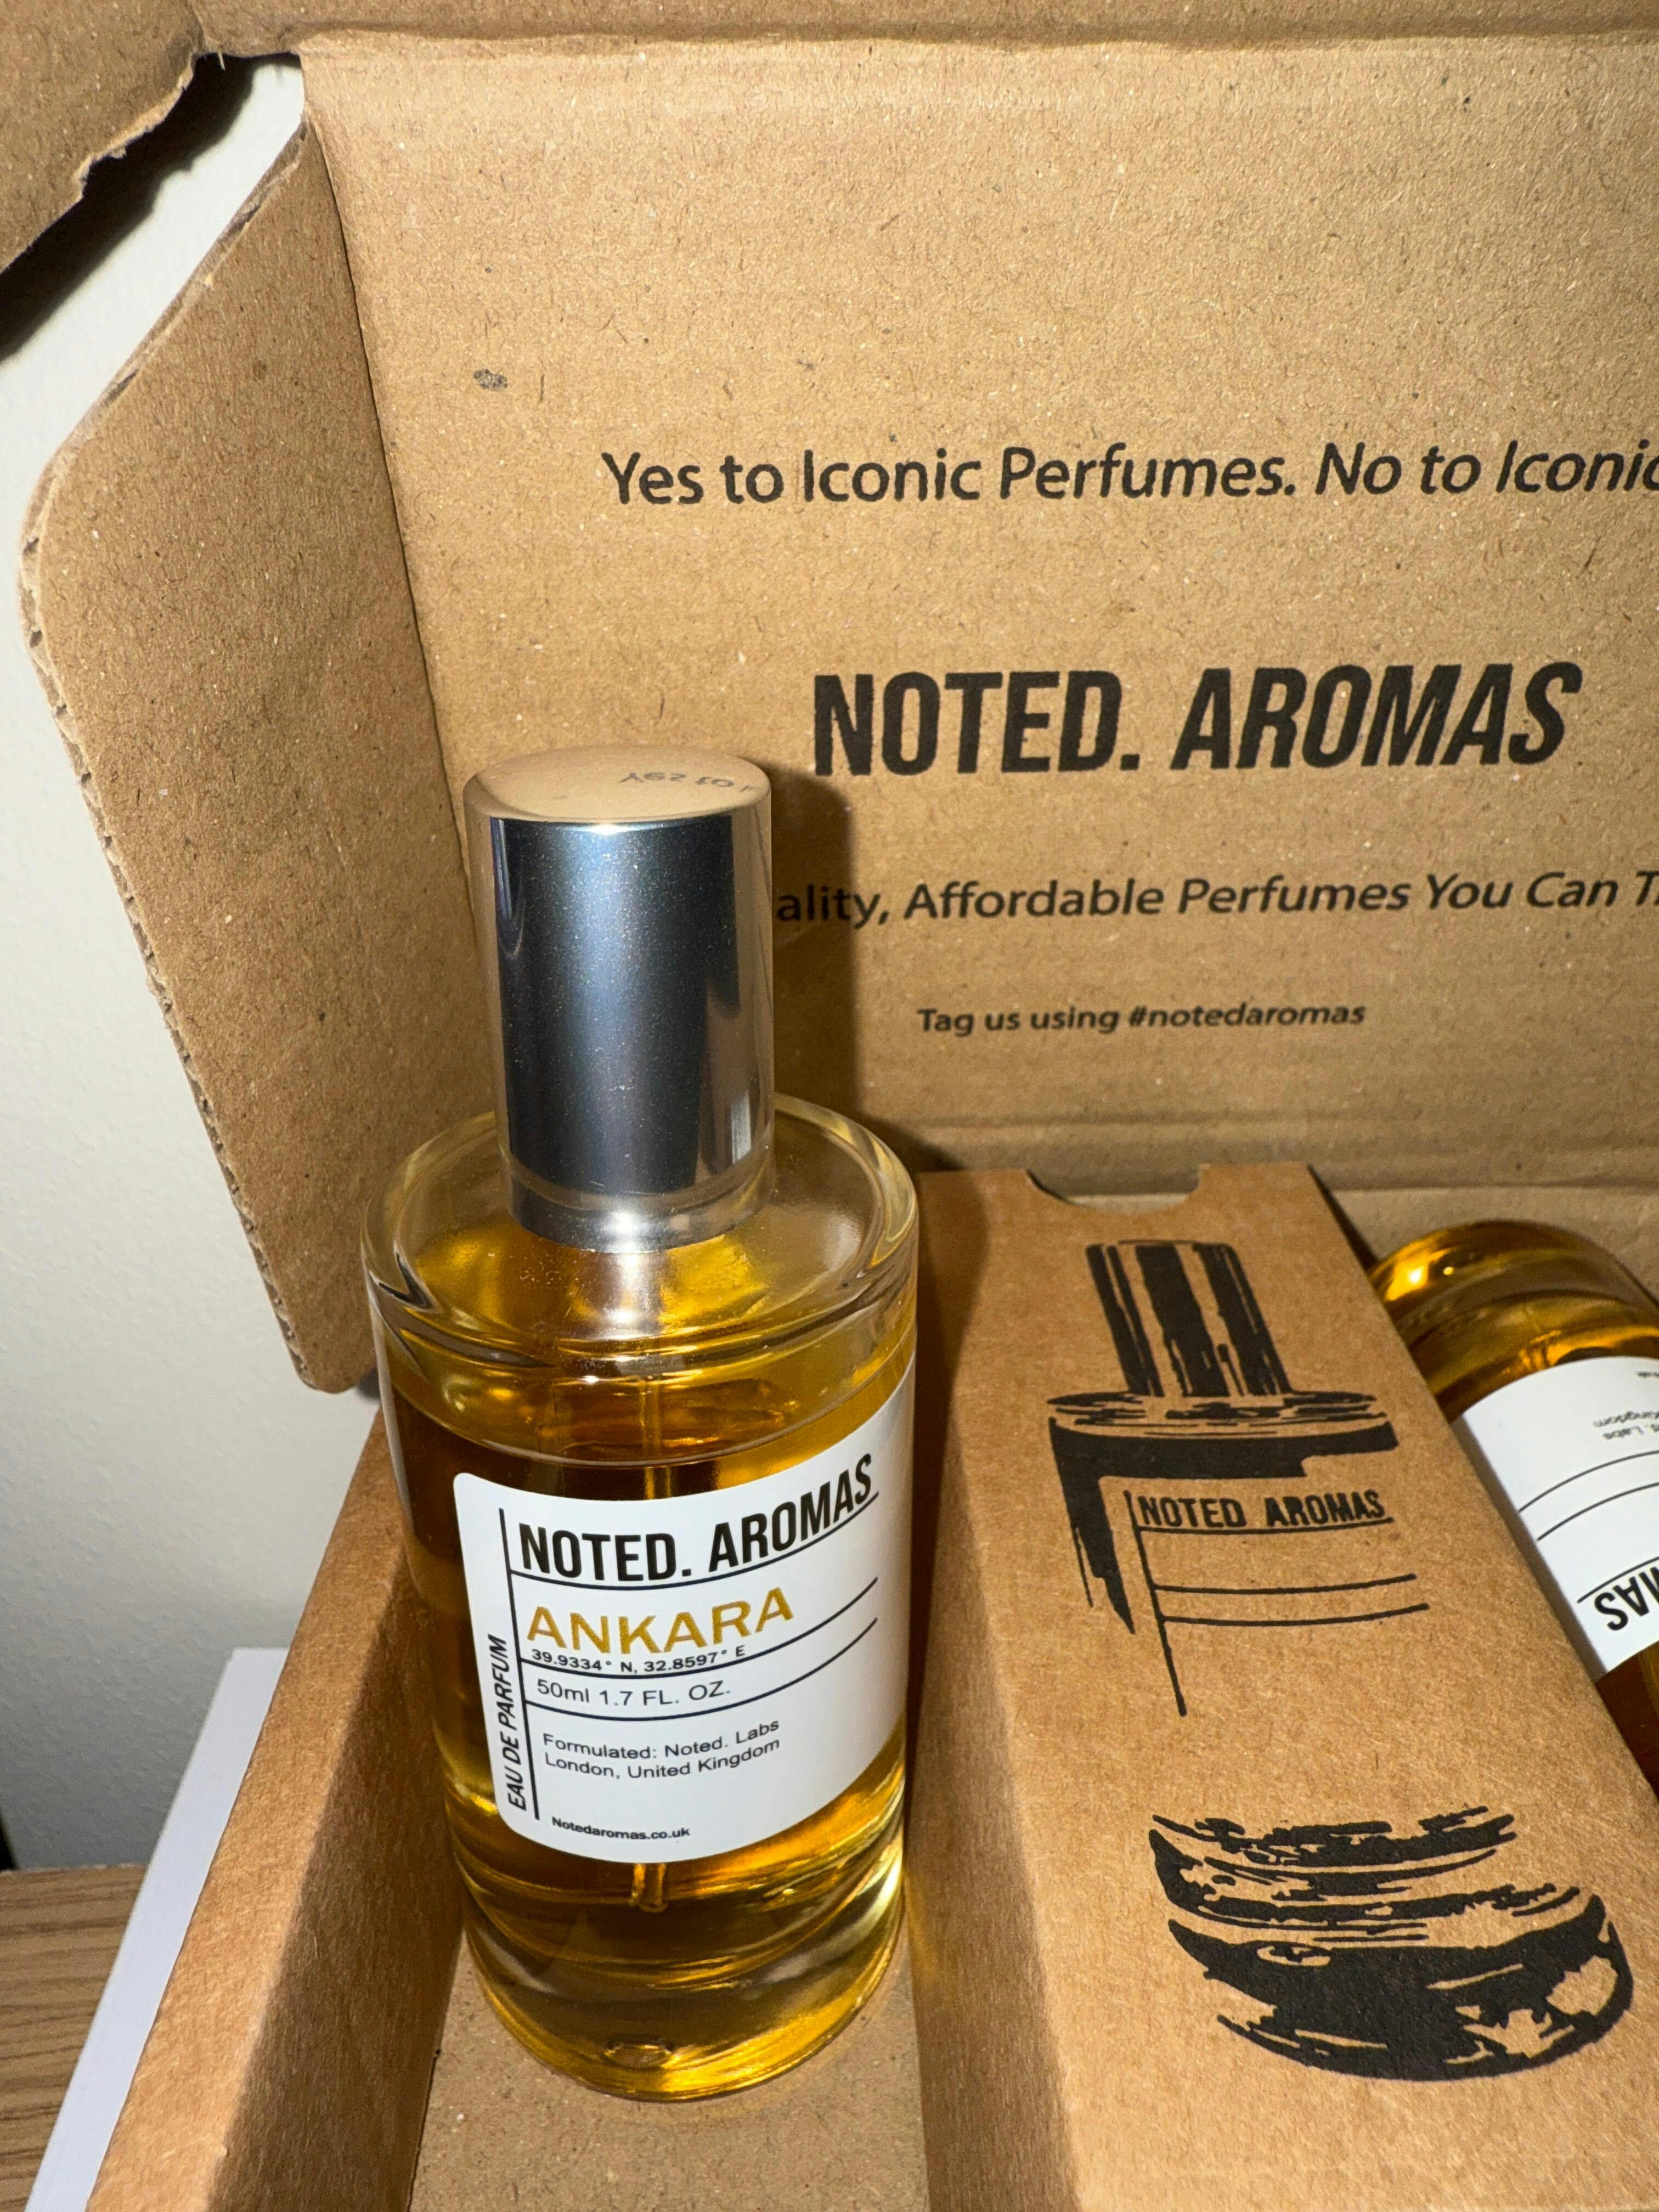 Yes to Iconic Perfumes. No to Iconic
NOTED. AROMAS
Affordable Perfumes You Can
Tag us using #notedaromas
Yes to
NOTED. AROMAS
ANKARA
39.9334° N, 32.8597° E
50ml 1.7 FL. OZ.
Formulated: Noted. Labs
London, United Kingdom
Notedaromas.co.uk
EAU DE PARFUM
NOTED AROMAS